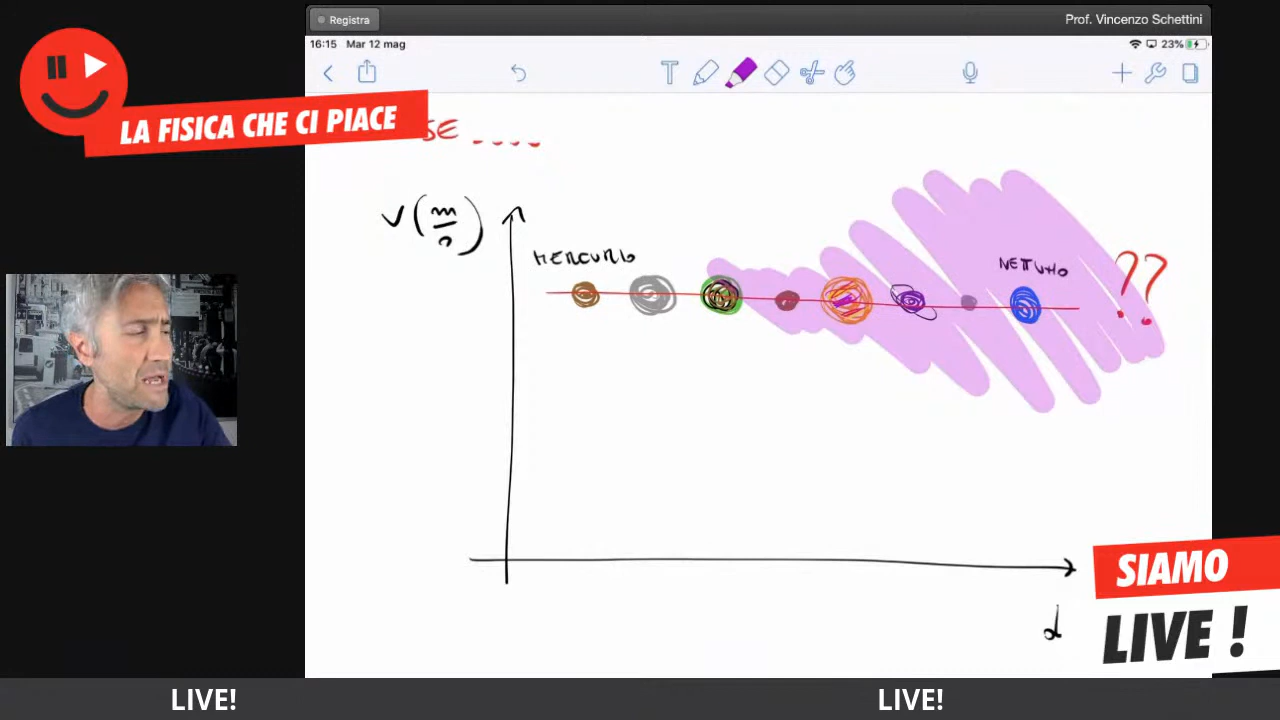 Registra
Prof. Vincenzo Schettini
16:15 Mar 12 mag
23%
LA FISICA CHE CI PIACE
SE ....
V (m/s)
MERCURIO
NETTUNO
??
d
SIAMO
LIVE !
LIVE!
LIVE!